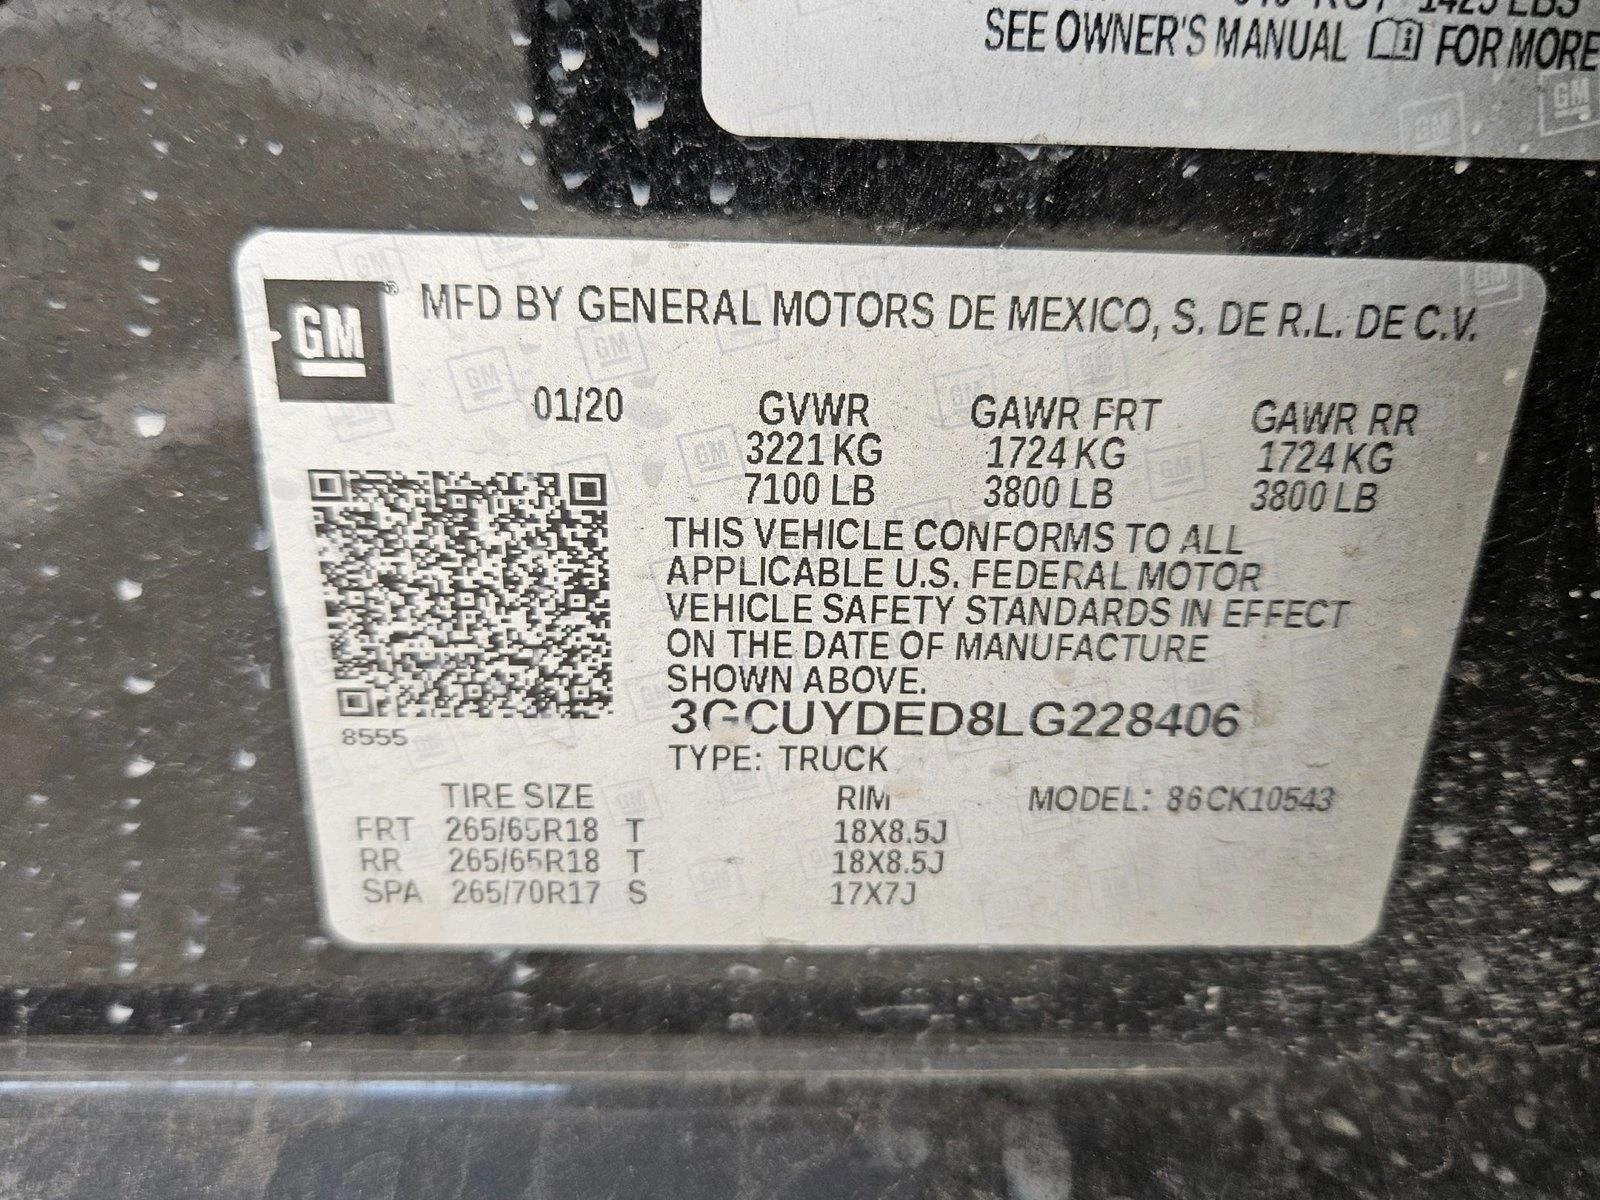 1425 LBS
SEE OWNER'S MANUAL FOR MORE
GM
MFD BY GENERAL MOTORS DE MEXICO, S. DE R.L. DE C.V.
01/20 GVWR GAWR FRT GAWR RR
3221 KG 1724 KG 1724 KG
7100 LB 3800 LB 3800 LB
THIS VEHICLE CONFORMS TO ALL
APPLICABLE U.S. FEDERAL MOTOR
VEHICLE SAFETY STANDARDS IN EFFECT
ON THE DATE OF MANUFACTURE
SHOWN ABOVE.
3GCUYDED8LG228406
8555
TYPE: TRUCK
TIRE SIZE RIM MODEL: 86CK10543
FRT 265/65R18 T 18X8.5J
RR 265/65R18 T 18X8.5J
SPA 265/70R17 S 17X7J